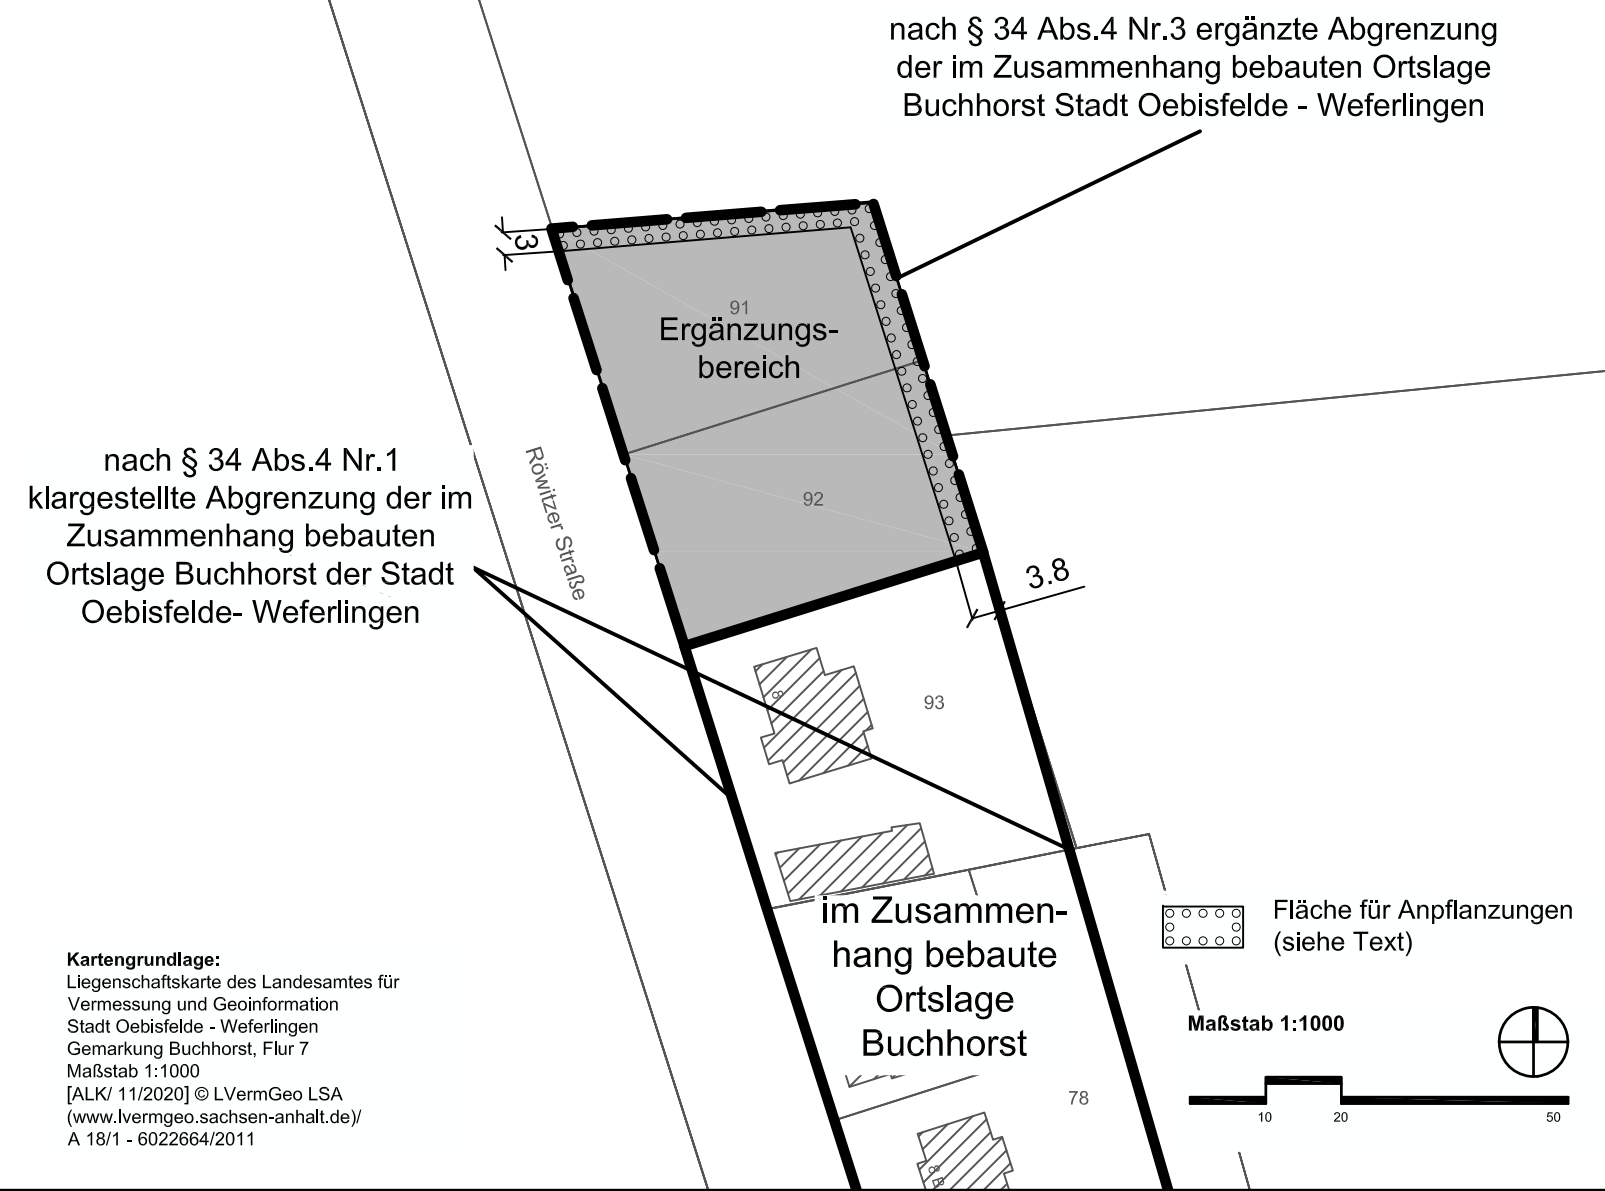 nach § 34 Abs.4 Nr.3 ergänzte Abgrenzung
der im Zusammenhang bebauten Ortslage
Buchhorst Stadt Oebisfelde - Weferlingen
3
91
Ergänzungs-
bereich
92
Röwitzer Straße
nach § 34 Abs.4 Nr.1
klargestellte Abgrenzung der im
Zusammenhang bebauten
Ortslage Buchhorst der Stadt
Oebisfelde- Weferlingen
3.8
8
93
im Zusammen-
hang bebaute
Ortslage
Buchhorst
Fläche für Anpflanzungen
(siehe Text)
Kartengrundlage:
Liegenschaftskarte des Landesamtes für
Vermessung und Geoinformation
Stadt Oebisfelde - Weferlingen
Gemarkung Buchhorst, Flur 7
Maßstab 1:1000
[ALK/ 11/2020] © LVermGeo LSA
(www.lvermgeo.sachsen-anhalt.de)/
A 18/1 - 6022664/2011
Maßstab 1:1000
10 20 50
78